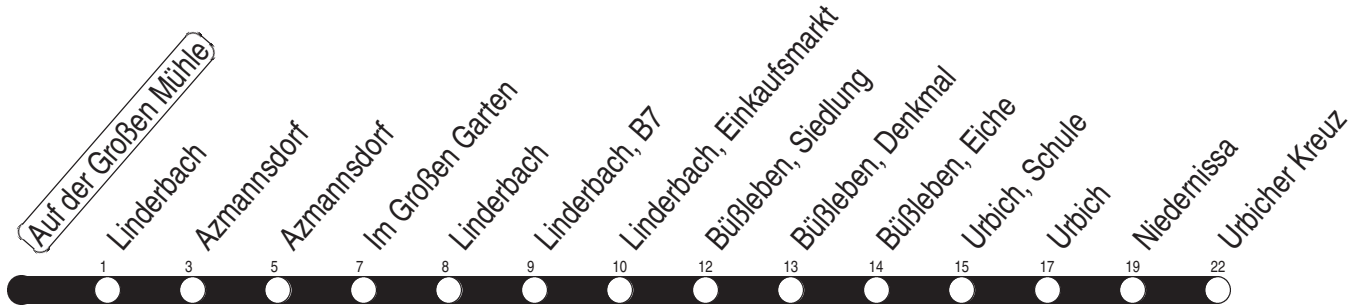 Auf der Großen Mühle
Linderbach
Azmannsdorf
Azmannsdorf
Im Großen Garten
Linderbach
Linderbach, B7
Linderbach, Einkaufsmarkt
Büßleben, Siedlung
Büßleben, Denkmal
Büßleben, Eiche
Urbich, Schule
Urbich
Niedernissa
Urbicher Kreuz
1 3 5 7 8 9 10 12 13 14 15 17 19 22